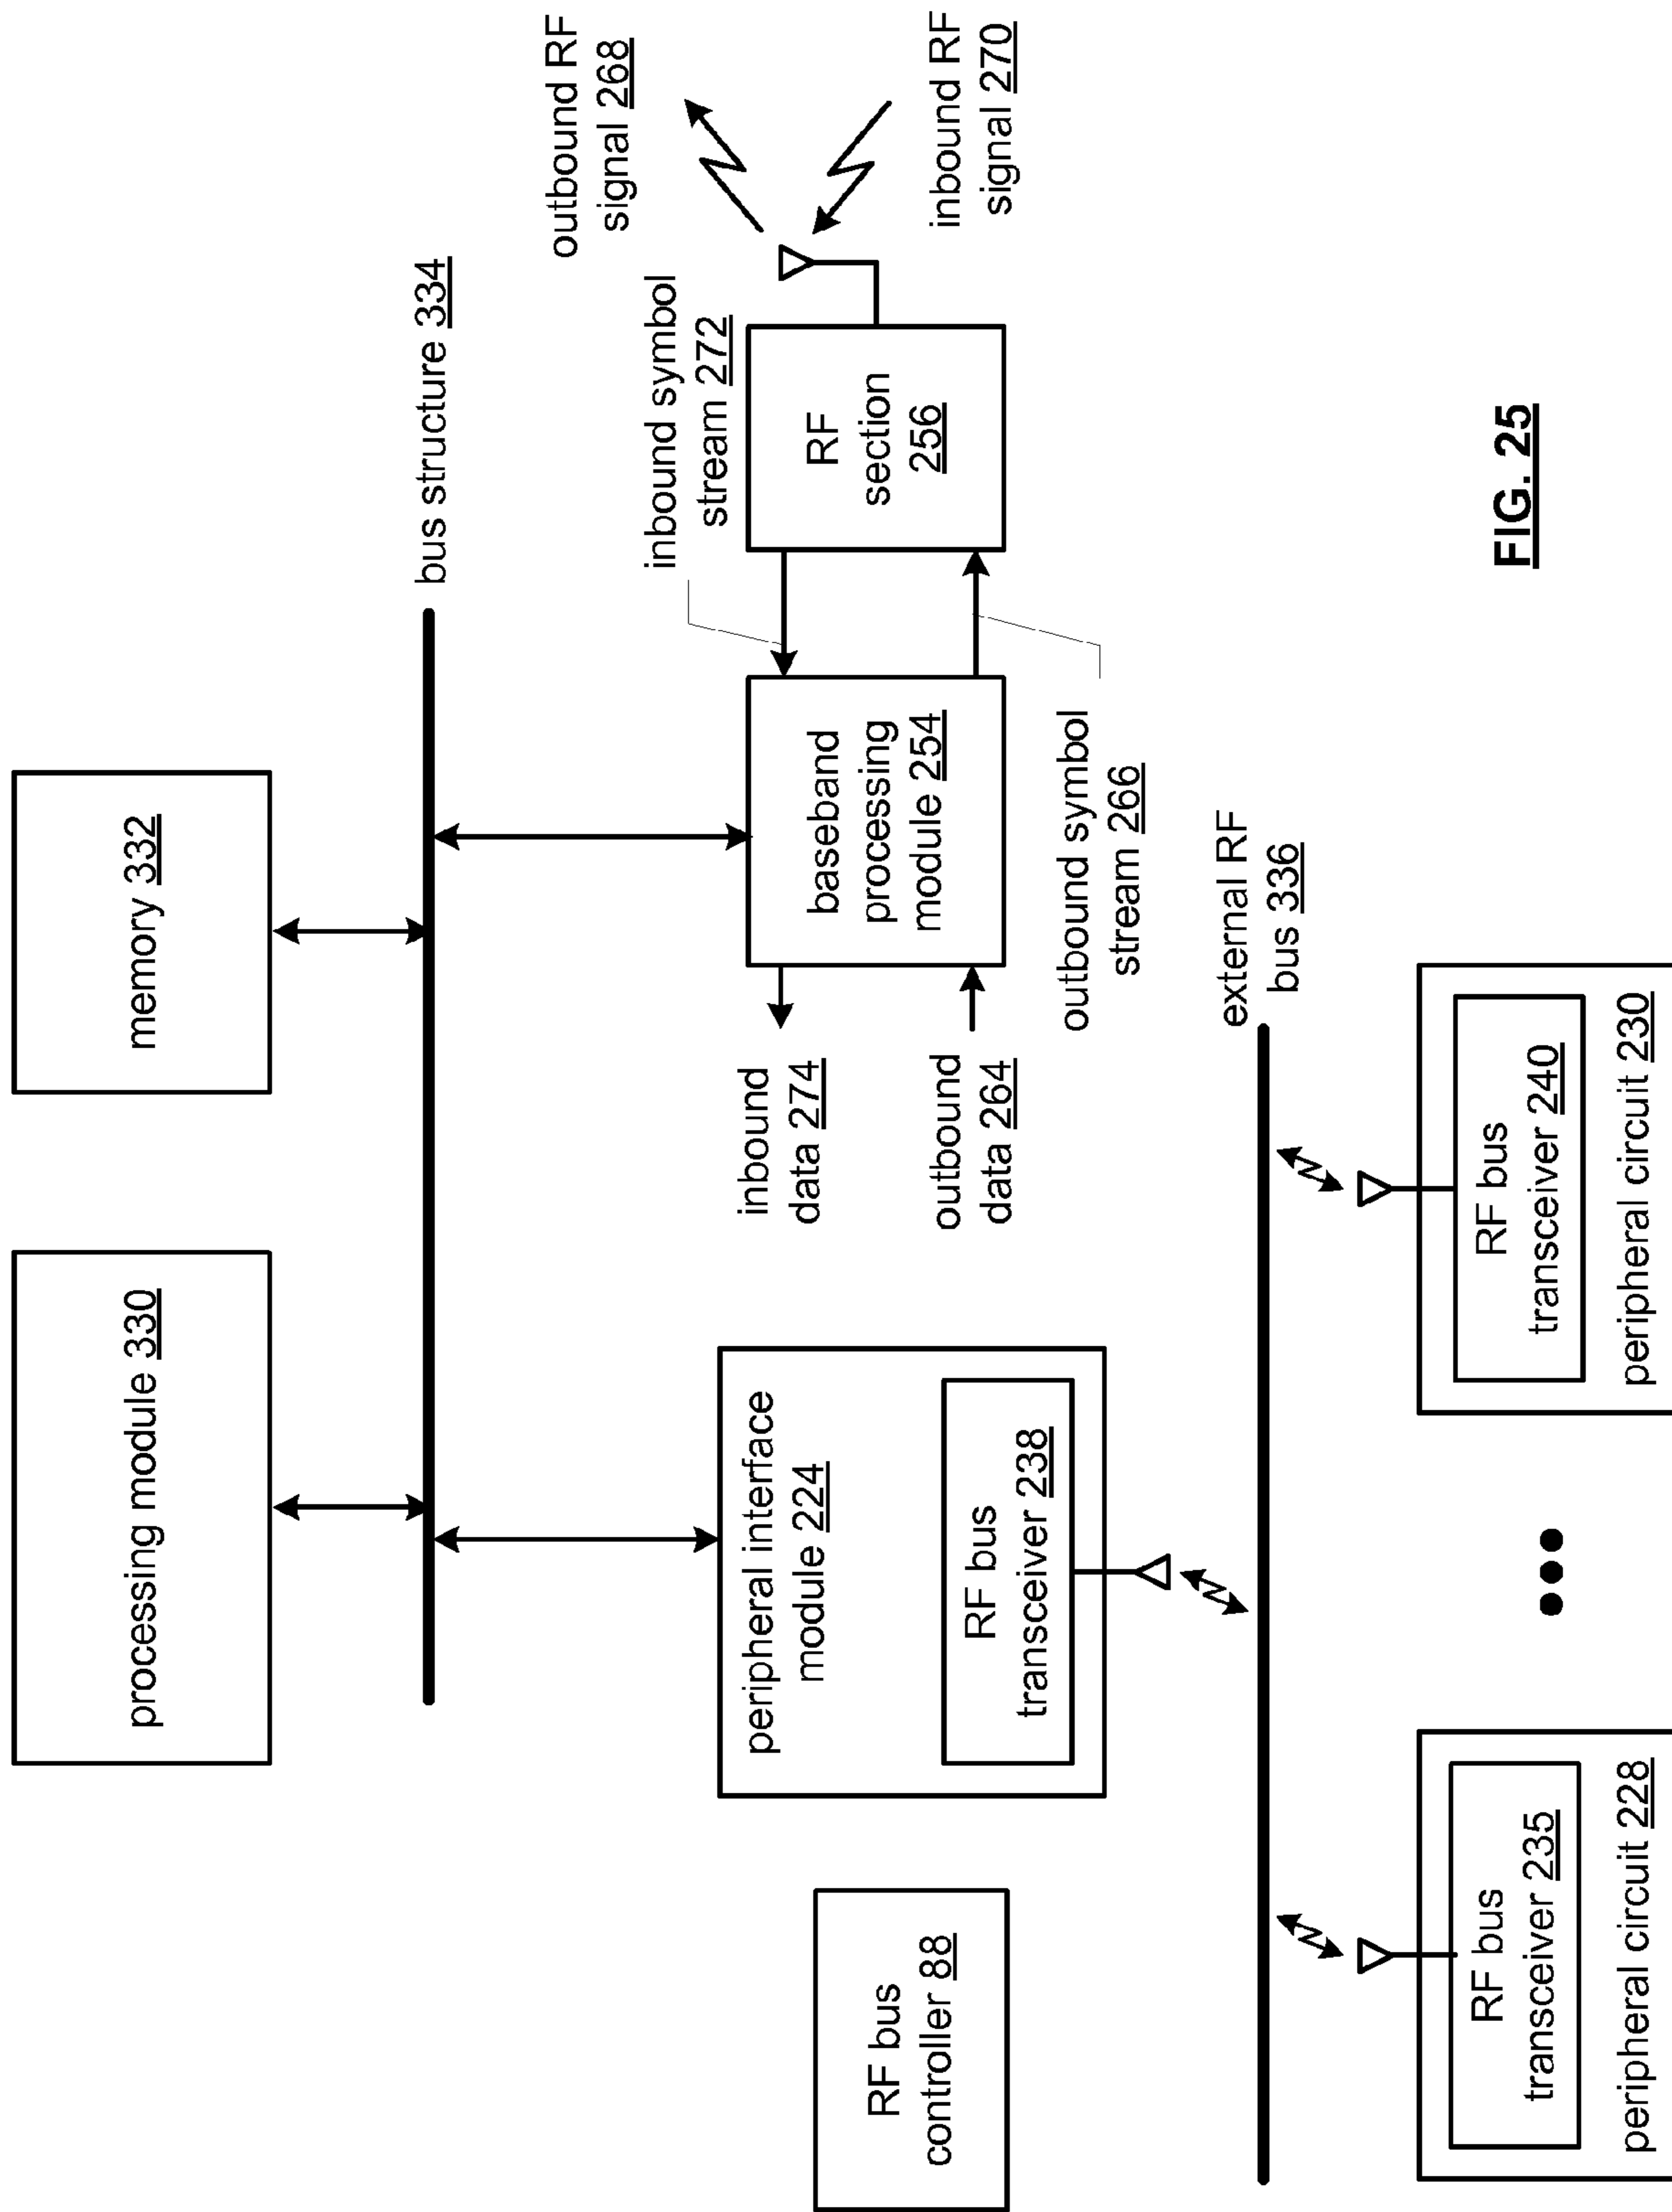 processing module 330
memory 332
bus structure 334
outbound RF
signal 268
inbound symbol
stream 272
RF bus
controller 88
peripheral interface
module 224
RF bus
transceiver 238
inbound
data 274
outbound
data 264
baseband
processing
module 254
RF
section
256
inbound RF
signal 270
outbound symbol
stream 266
external RF
bus 336
RF bus
transceiver 235
peripheral circuit 228
RF bus
transceiver 240
peripheral circuit 230
FIG. 25